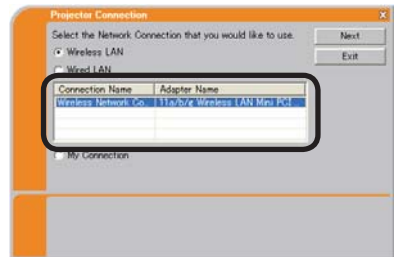 Projector Connection X
Select the Network Connection that you would like to use. Next
Wireless LAN Exit
Wired LAN
Connection Name Adapter Name
Wireless Network Co.. 11a/b/g Wireless LAN Mini PCI
My Connection